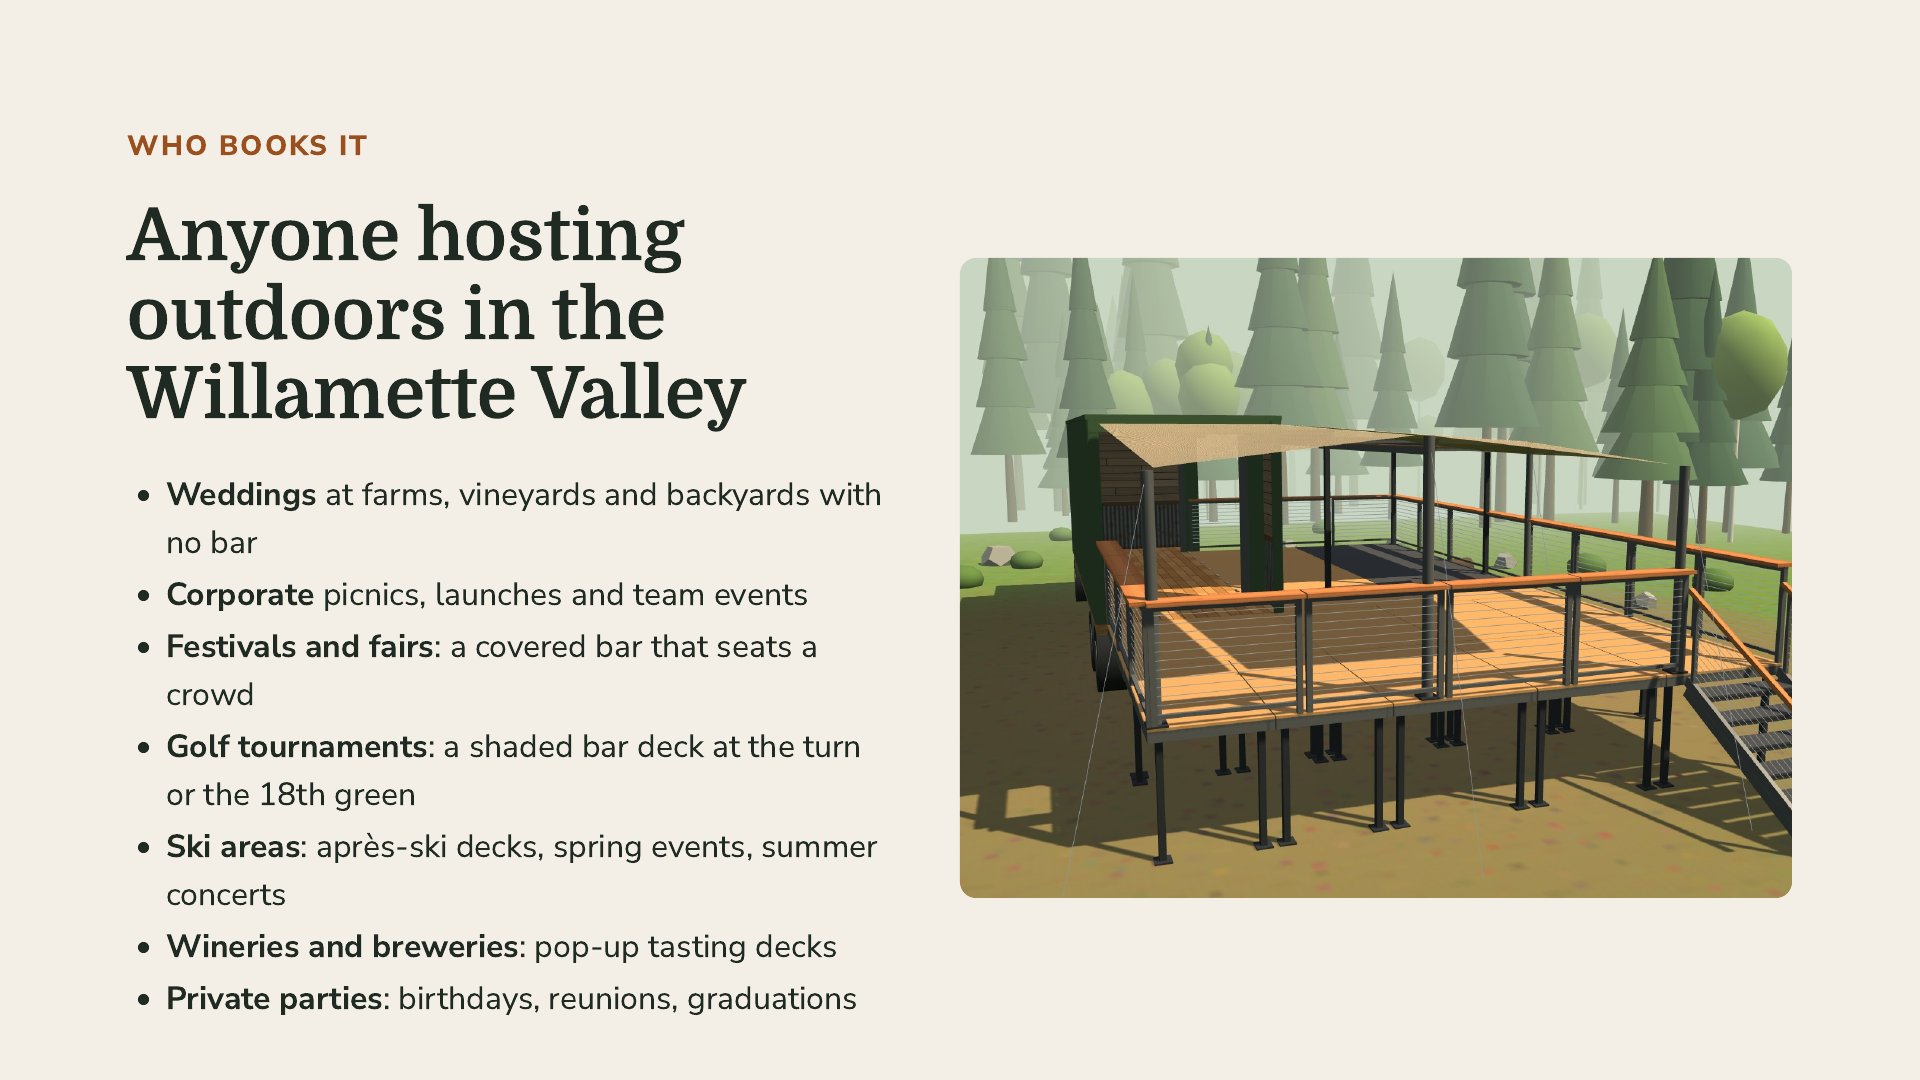 WHO BOOKS IT
Anyone hosting
outdoors in the
Willamette Valley
• Weddings at farms, vineyards and backyards with
no bar
• Corporate picnics, launches and team events
• Festivals and fairs: a covered bar that seats a
crowd
• Golf tournaments: a shaded bar deck at the turn
or the 18th green
• Ski areas: après-ski decks, spring events, summer
concerts
• Wineries and breweries: pop-up tasting decks
• Private parties: birthdays, reunions, graduations